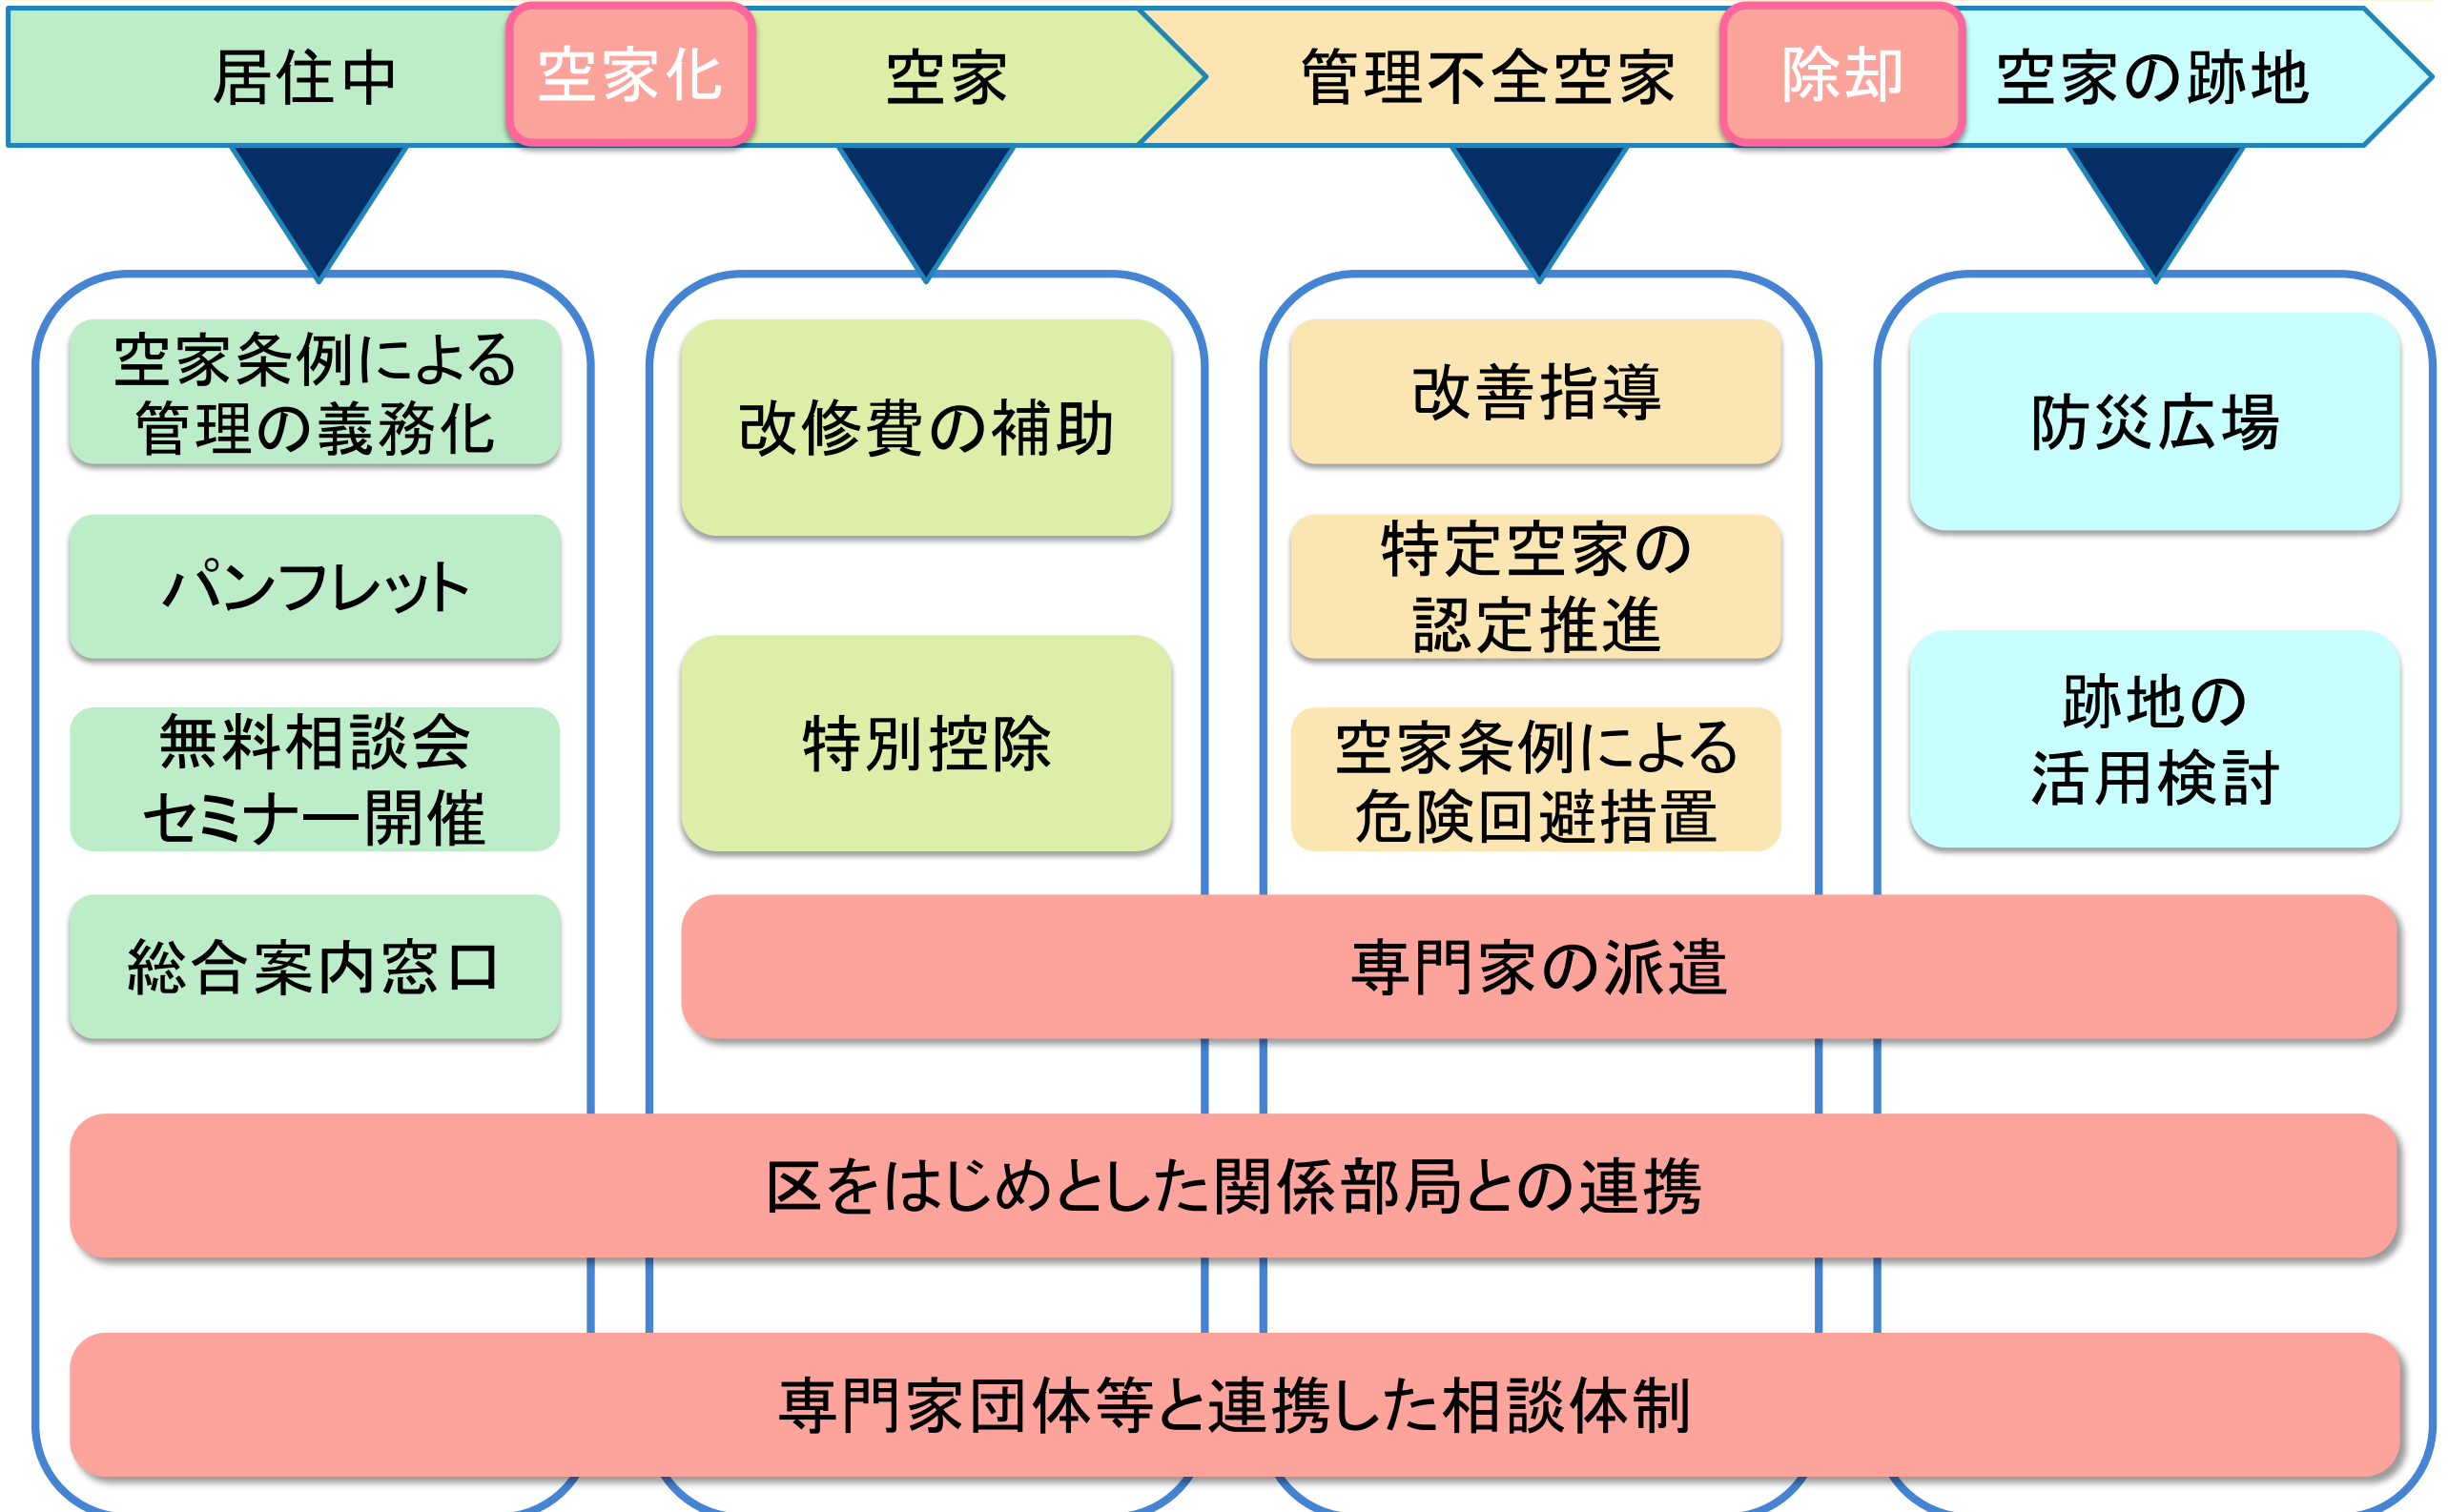 居住中
空家化
空家
管理不全空家
除却
空家の跡地
空家条例による
管理の義務化
パンフレット
無料相談会
セミナー開催
総合案内窓口
改修費の補助
特別控除
改善指導
特定空家の
認定推進
空家条例による
危険回避措置
防災広場
跡地の
活用検討
専門家の派遣
区をはじめとした関係部局との連携
専門家団体等と連携した相談体制